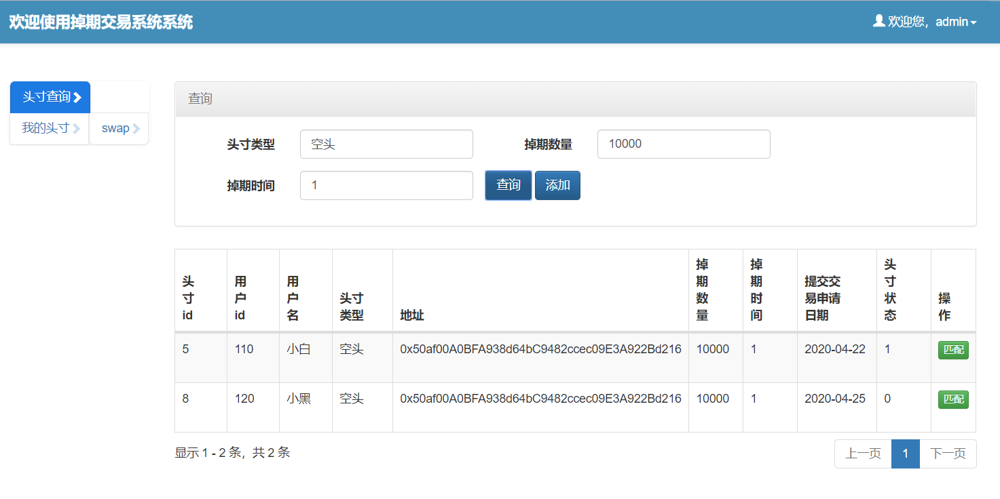 欢迎使用掉期交易系统系统
欢迎您，admin
头寸查询
我的头寸 swap
查询
头寸类型 空头 掉期数量 10000
掉期时间 1 查询 添加
头寸id 用户id 用户名 头寸类型 地址 掉期数量 掉期时间 提交交易申请日期 头寸状态 操作
5 110 小白 空头 0x50af00A0BFA938d64bC9482ccec09E3A922Bd216 10000 1 2020-04-22 1 匹配
8 120 小黑 空头 0x50af00A0BFA938d64bC9482ccec09E3A922Bd216 10000 1 2020-04-25 0 匹配
显示 1 - 2 条，共 2 条
上一页 1 下一页